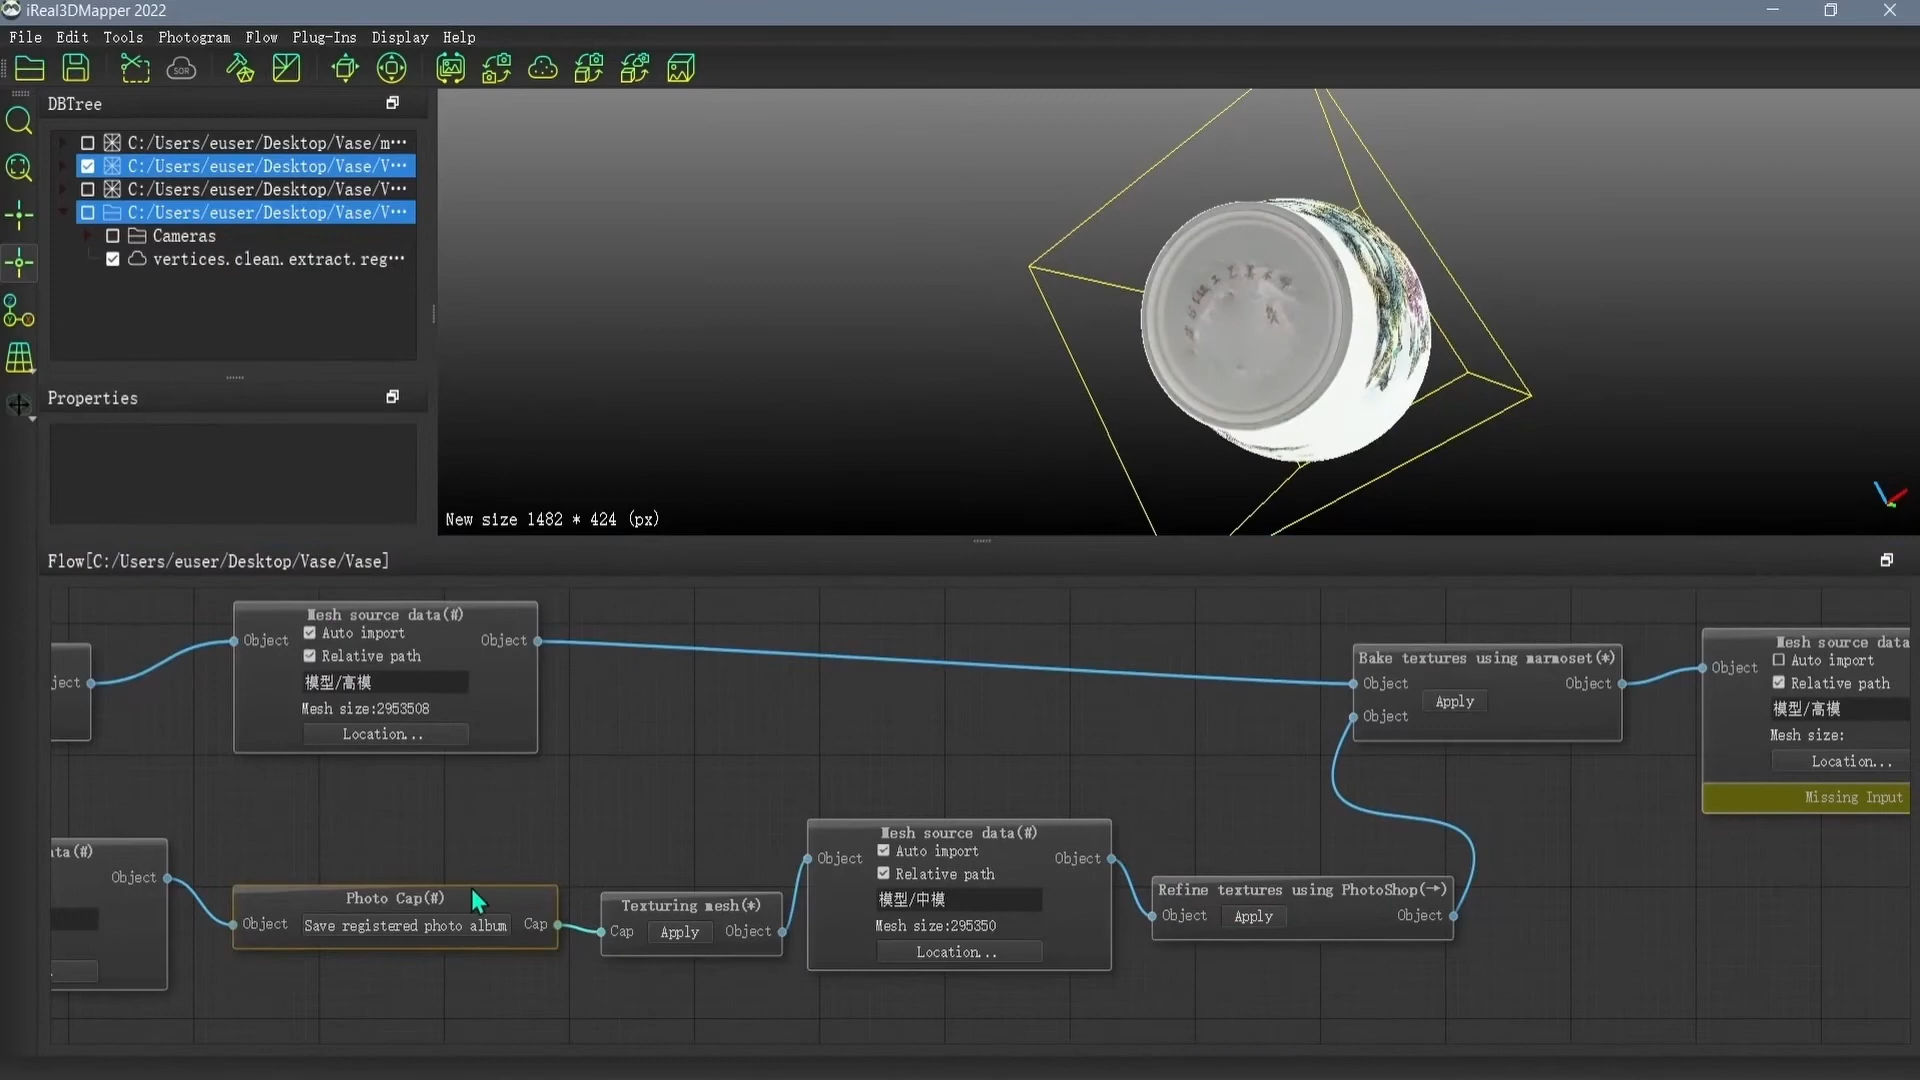 iReal3DMapper 2022
File Edit Tools Photogram Flow Plug-Ins Display Help
SOR
DBTree
C:/Users/euser/Desktop/Vase/m···
C:/Users/euser/Desktop/Vase/V···
C:/Users/euser/Desktop/Vase/V···
C:/Users/euser/Desktop/Vase/V···
Cameras
vertices.clean.extract.reg···
Properties
New size 1482 * 424 (px)
Flow[C:/Users/euser/Desktop/Vase/Vase]
ject
Mesh source data(#)
Object
Auto import
Object
Relative path
模型/高模
Mesh size:2953508
Location...
Bake textures using marmoset(*)
Object
Object
Apply
Object
Mesh source data
Object
Auto import
Relative path
模型/高模
Mesh size:
Location...
Missing Input
ta(#)
Object
Photo Cap(#)
Object
Save registered photo album
Cap
Texturing mesh(*)
Cap
Apply
Object
Mesh source data(#)
Object
Auto import
Object
Relative path
模型/中模
Mesh size:295350
Location...
Refine textures using PhotoShop(→)
Object
Apply
Object